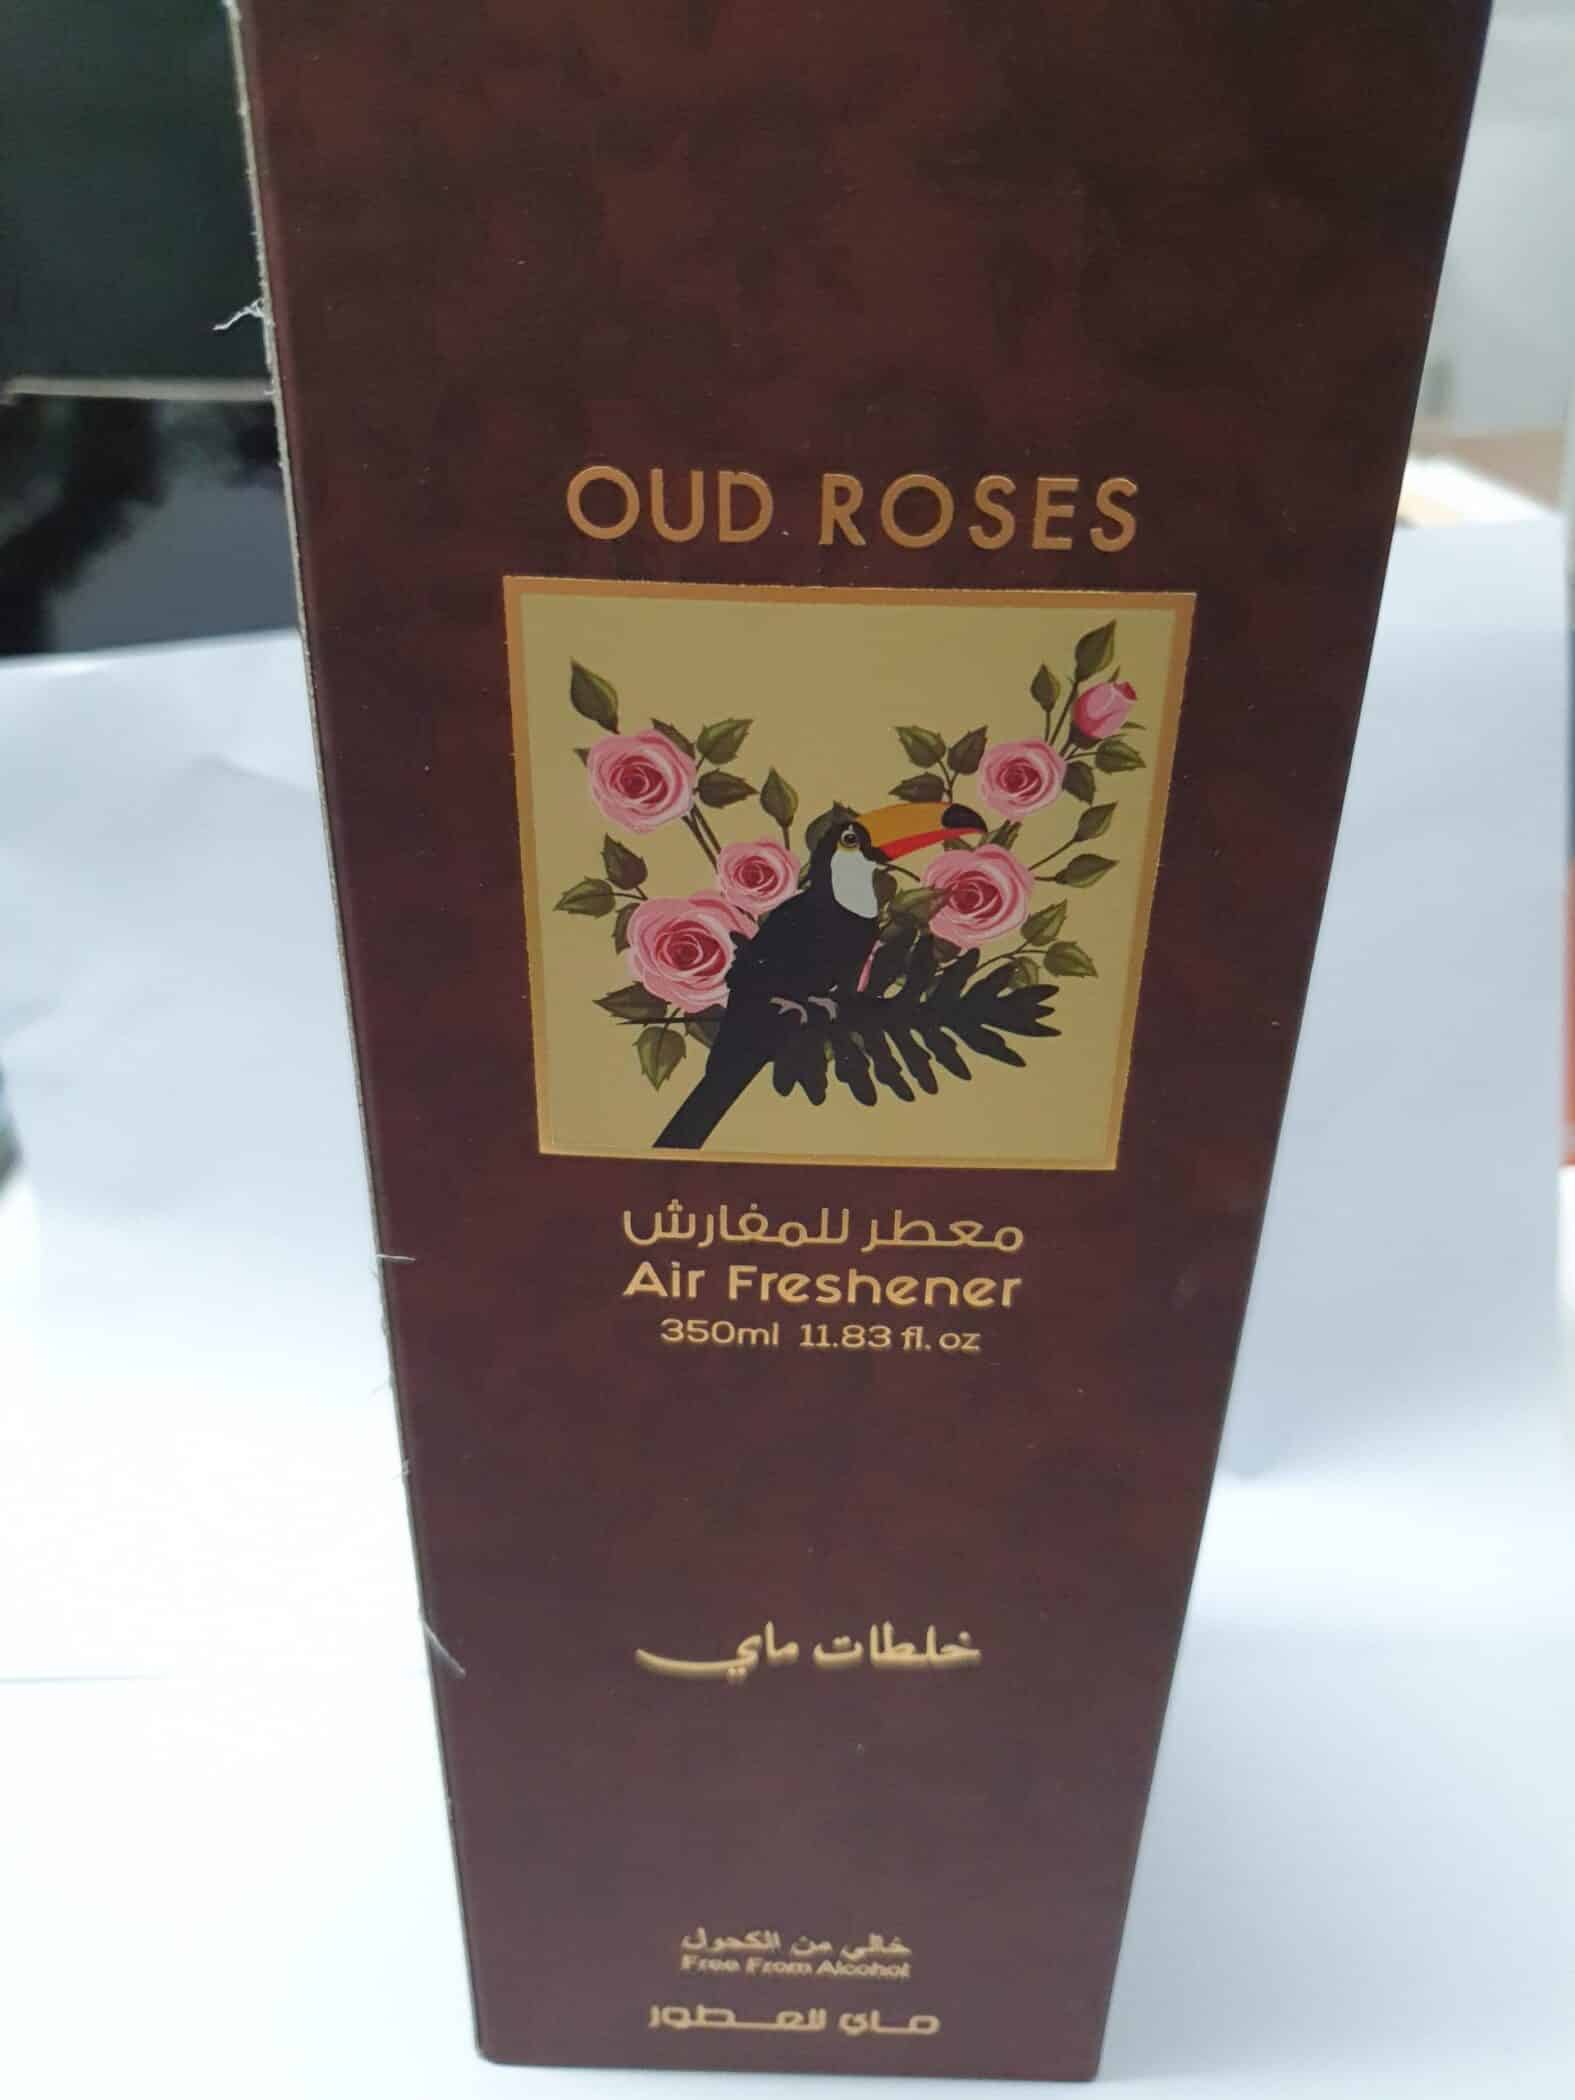 OUD ROSES
معطر للمفارش
Air Freshener
350ml 11.83 fl. oz
خلطات ماي
خالي من الكحول
Free From Alcohol
ماي للعطور